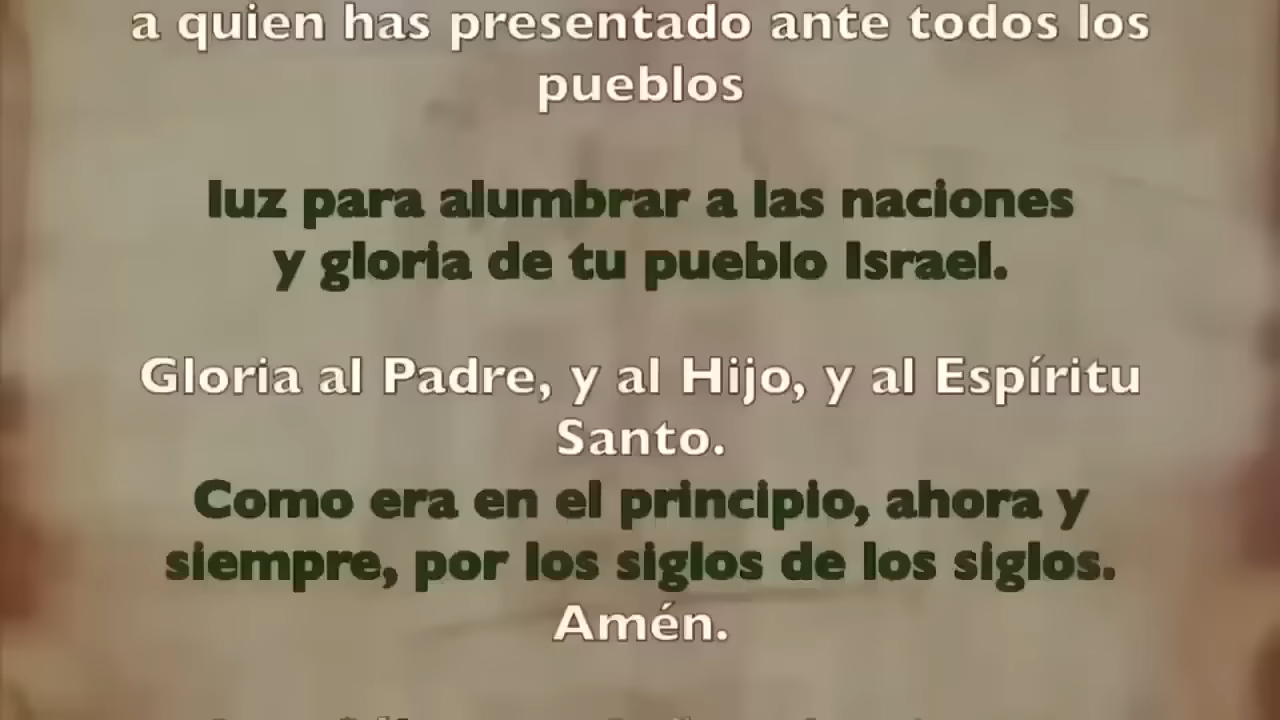 a quien has presentado ante todos los
pueblos
luz para alumbrar a las naciones
y gloria de tu pueblo Israel.
Gloria al Padre, y al Hijo, y al Espíritu
Santo.
Como era en el principio, ahora y
siempre, por los siglos de los siglos.
Amén.